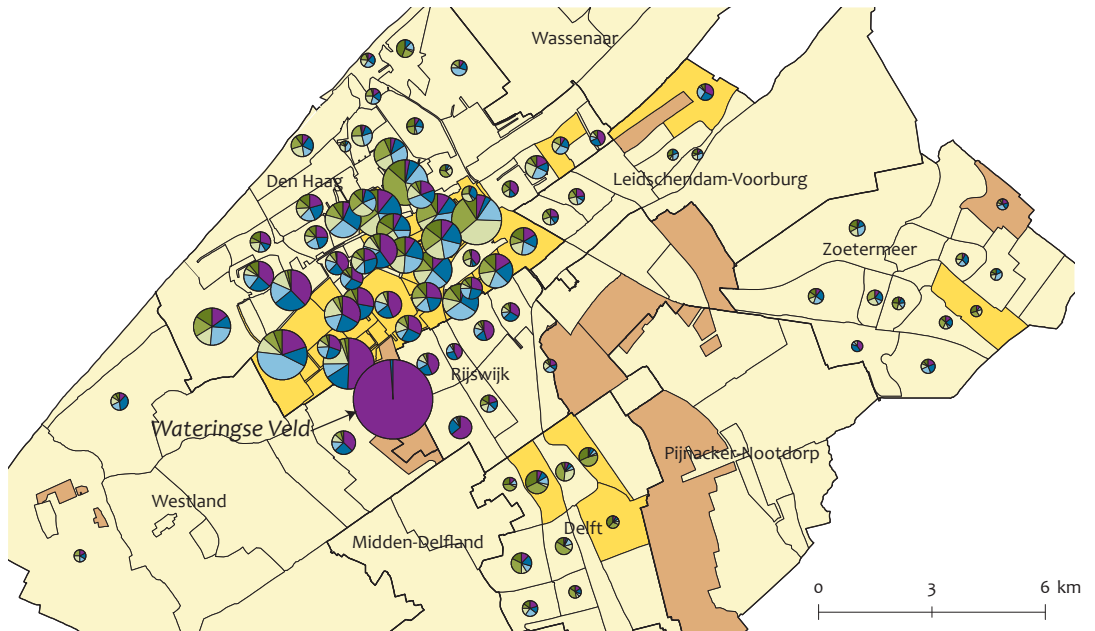 Wassenaar
Den Haag
Leidschendam-Voorburg
Zoetermeer
Rijswijk
Wateringse Veld
Pijnacker-Nootdorp
Westland
Delft
Midden-Delfland
0 3 6 km